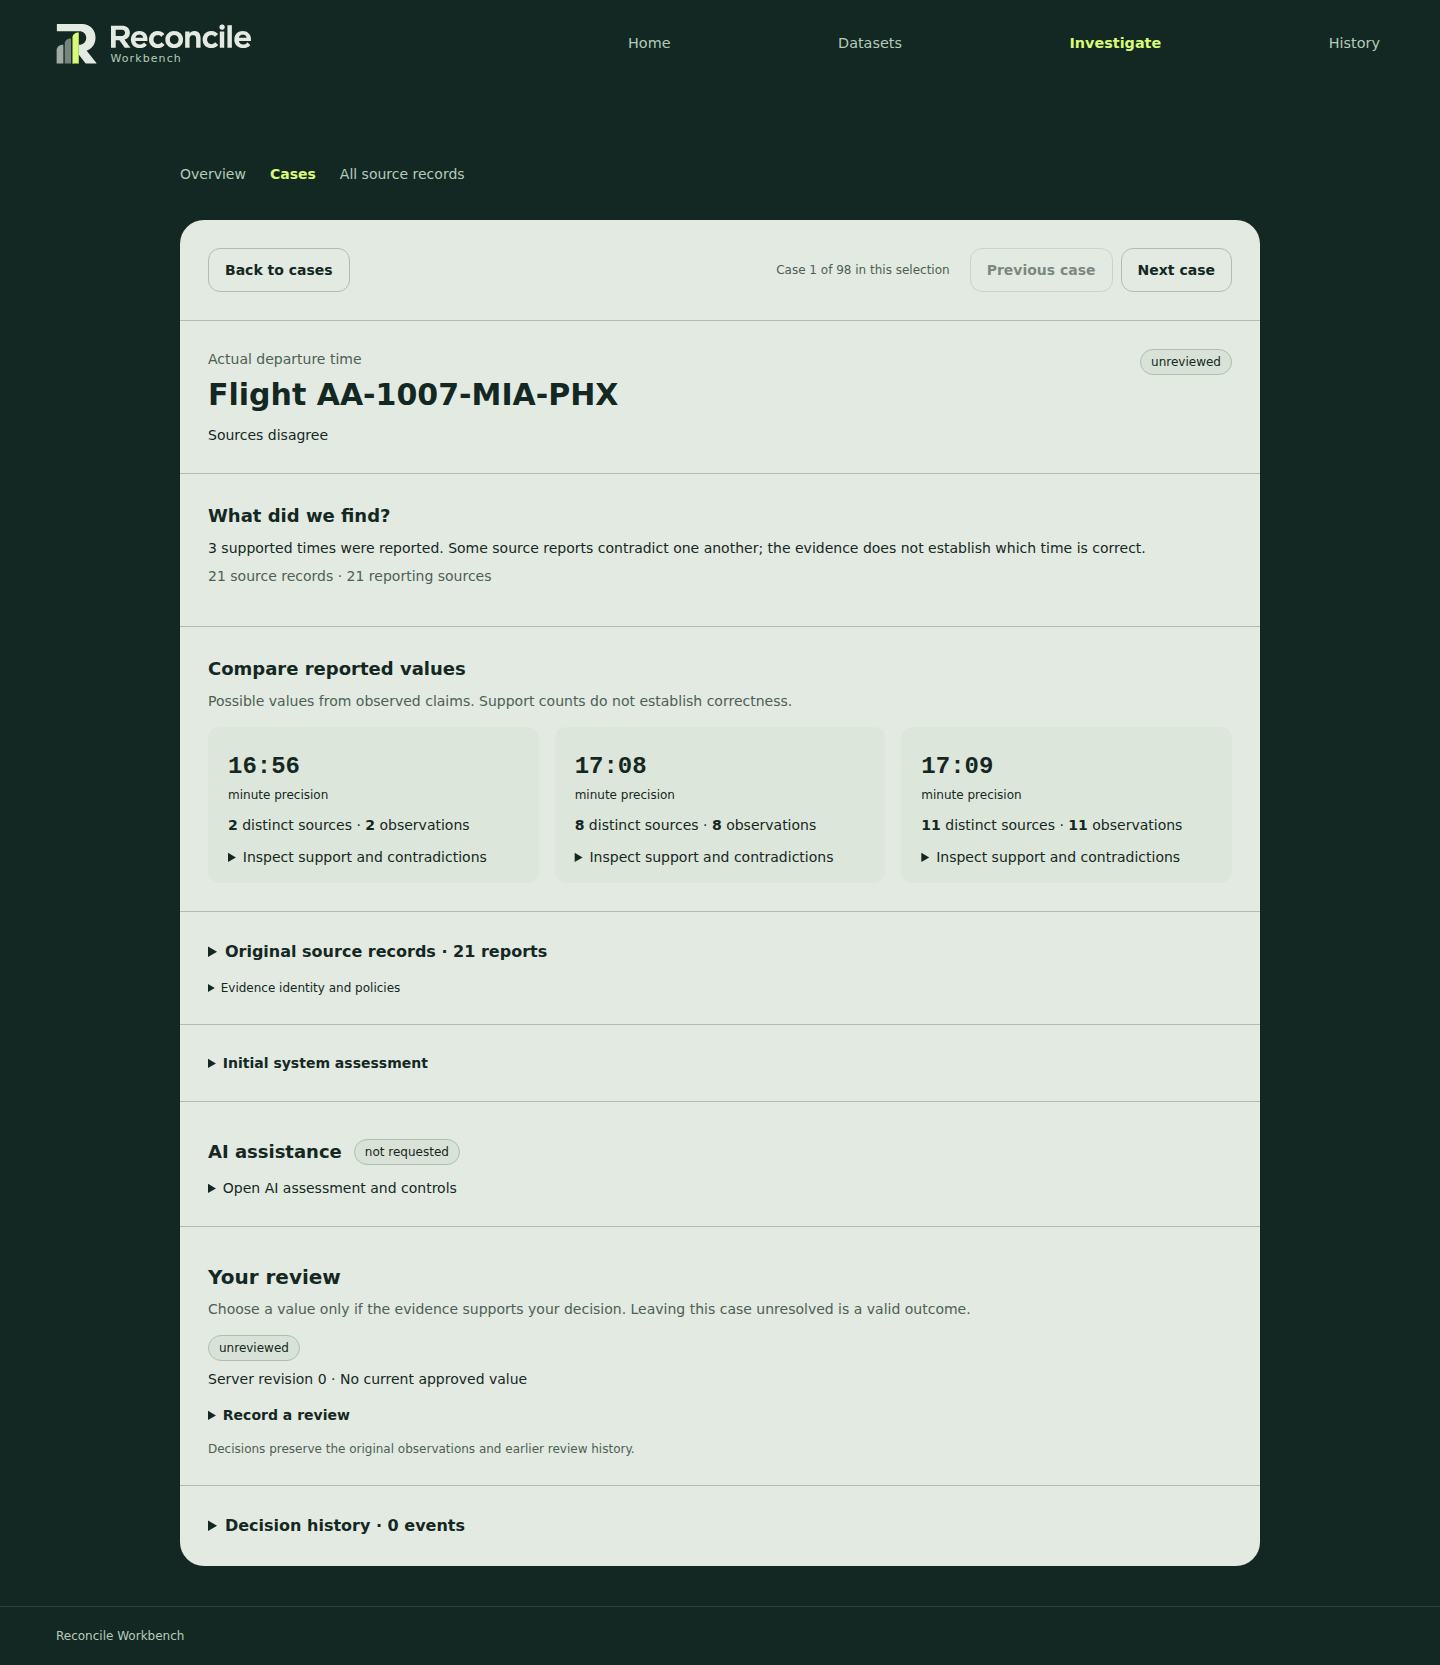 Reconcile
Workbench
Home Datasets Investigate History
Overview Cases All source records
Back to cases Case 1 of 98 in this selection Previous case Next case
Actual departure time unreviewed
Flight AA-1007-MIA-PHX
Sources disagree
What did we find?
3 supported times were reported. Some source reports contradict one another; the evidence does not establish which time is correct.
21 source records · 21 reporting sources
Compare reported values
Possible values from observed claims. Support counts do not establish correctness.
16:56 17:08 17:09
minute precision minute precision minute precision
2 distinct sources · 2 observations 8 distinct sources · 8 observations 11 distinct sources · 11 observations
Inspect support and contradictions Inspect support and contradictions Inspect support and contradictions
Original source records · 21 reports
Evidence identity and policies
Initial system assessment
AI assistance not requested
Open AI assessment and controls
Your review
Choose a value only if the evidence supports your decision. Leaving this case unresolved is a valid outcome.
unreviewed
Server revision 0 · No current approved value
Record a review
Decisions preserve the original observations and earlier review history.
Decision history · 0 events
Reconcile Workbench